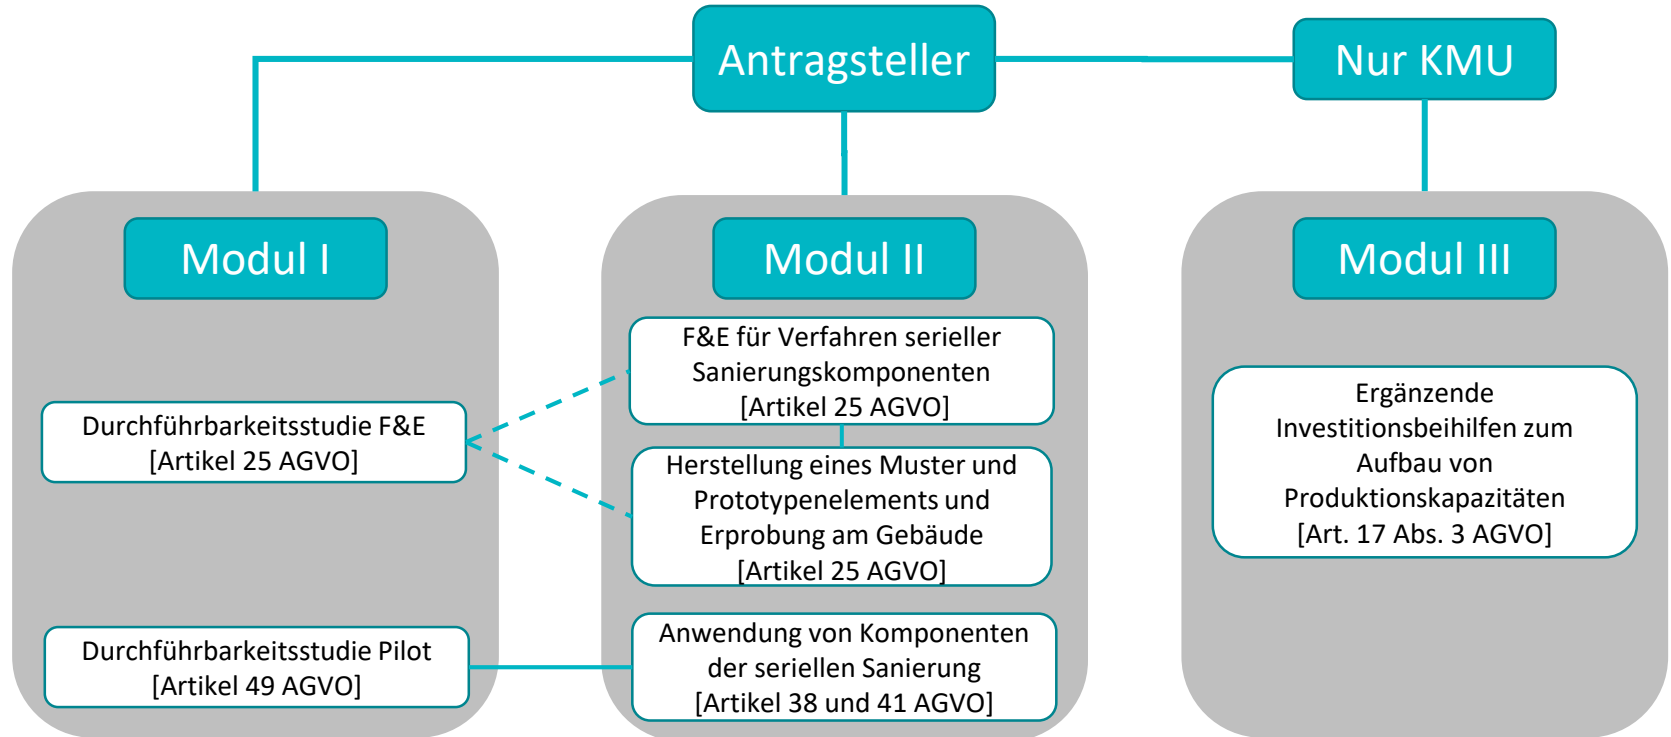 Antragsteller
Nur KMU
Modul I
Durchführbarkeitsstudie F&E
[Artikel 25 AGVO]
Durchführbarkeitsstudie Pilot
[Artikel 49 AGVO]
Modul II
F&E für Verfahren serieller
Sanierungskomponenten
[Artikel 25 AGVO]
Herstellung eines Muster und
Prototypenelements und
Erprobung am Gebäude
[Artikel 25 AGVO]
Anwendung von Komponenten
der seriellen Sanierung
[Artikel 38 und 41 AGVO]
Modul III
Ergänzende
Investitionsbeihilfen zum
Aufbau von
Produktionskapazitäten
[Art. 17 Abs. 3 AGVO]